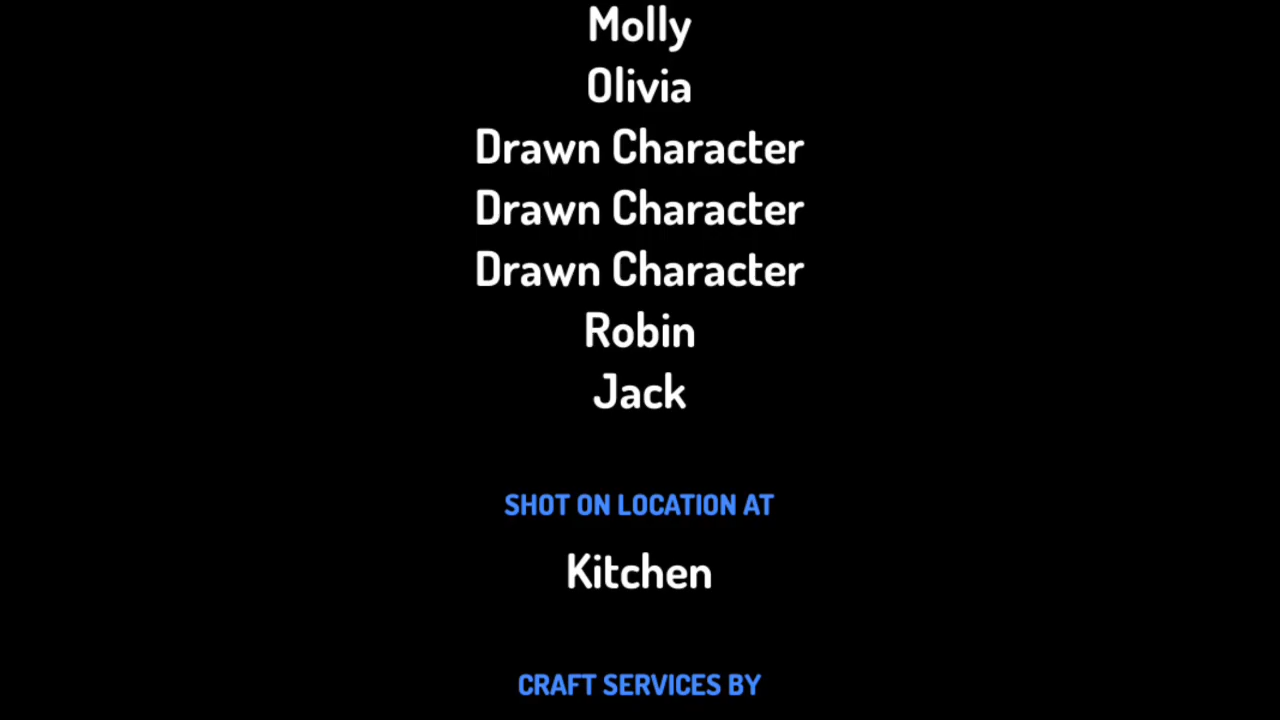 Molly
Olivia
Drawn Character
Drawn Character
Drawn Character
Robin
Jack
SHOT ON LOCATION AT
Kitchen
CRAFT SERVICES BY